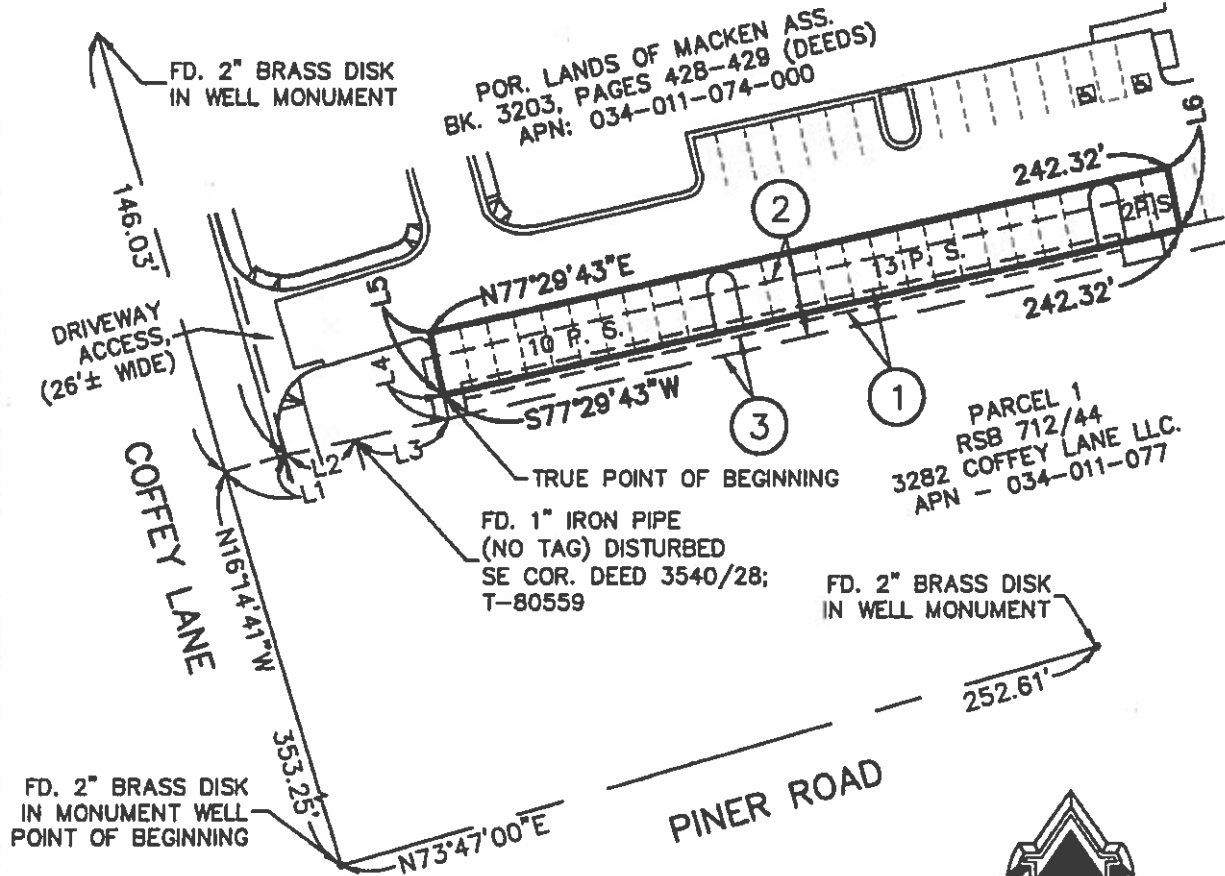 FD. 2" BRASS DISK
IN WELL MONUMENT
POR. LANDS OF MACKEN ASS.
BK. 3203, PAGES 428-429 (DEEDS)
APN: 034-011-074-000
L6
242.32'
146.03'
2
2P.S.
13 P. S.
N77°29'43"E
L5
DRIVEWAY
ACCESS,
(26'± WIDE)
10 P. S.
242.32'
L4
S77°29'43"W
3
1
PARCEL 1
RSB 712/44
3282 COFFEY LANE LLC.
APN - 034-011-077
L3
L2
L1
TRUE POINT OF BEGINNING
COFFEY LANE
N16°14'41"W
FD. 1" IRON PIPE
(NO TAG) DISTURBED
SE COR. DEED 3540/28;
T-80559
FD. 2" BRASS DISK
IN WELL MONUMENT
252.61'
353.25'
FD. 2" BRASS DISK
IN MONUMENT WELL
POINT OF BEGINNING
N73°47'00"E
PINER ROAD